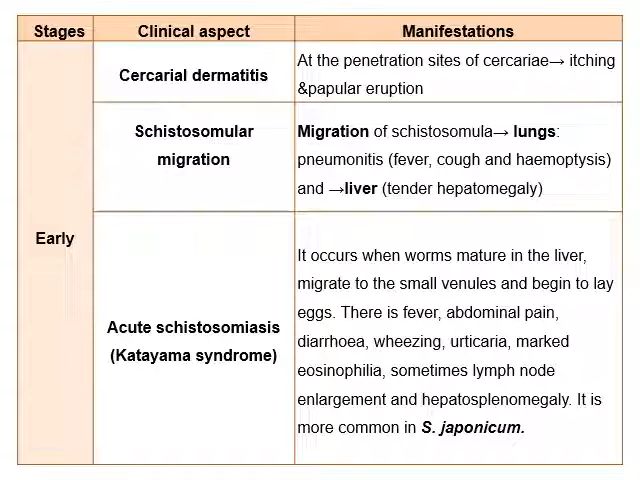 Stages Clinical aspect Manifestations
Early
Cercarial dermatitis
At the penetration sites of cercariae→ itching
&papular eruption
Schistosomular
migration
Migration of schistosomula→ lungs:
pneumonitis (fever, cough and haemoptysis)
and →liver (tender hepatomegaly)
Acute schistosomiasis
(Katayama syndrome)
It occurs when worms mature in the liver,
migrate to the small venules and begin to lay
eggs. There is fever, abdominal pain,
diarrhoea, wheezing, urticaria, marked
eosinophilia, sometimes lymph node
enlargement and hepatosplenomegaly. It is
more common in S. japonicum.